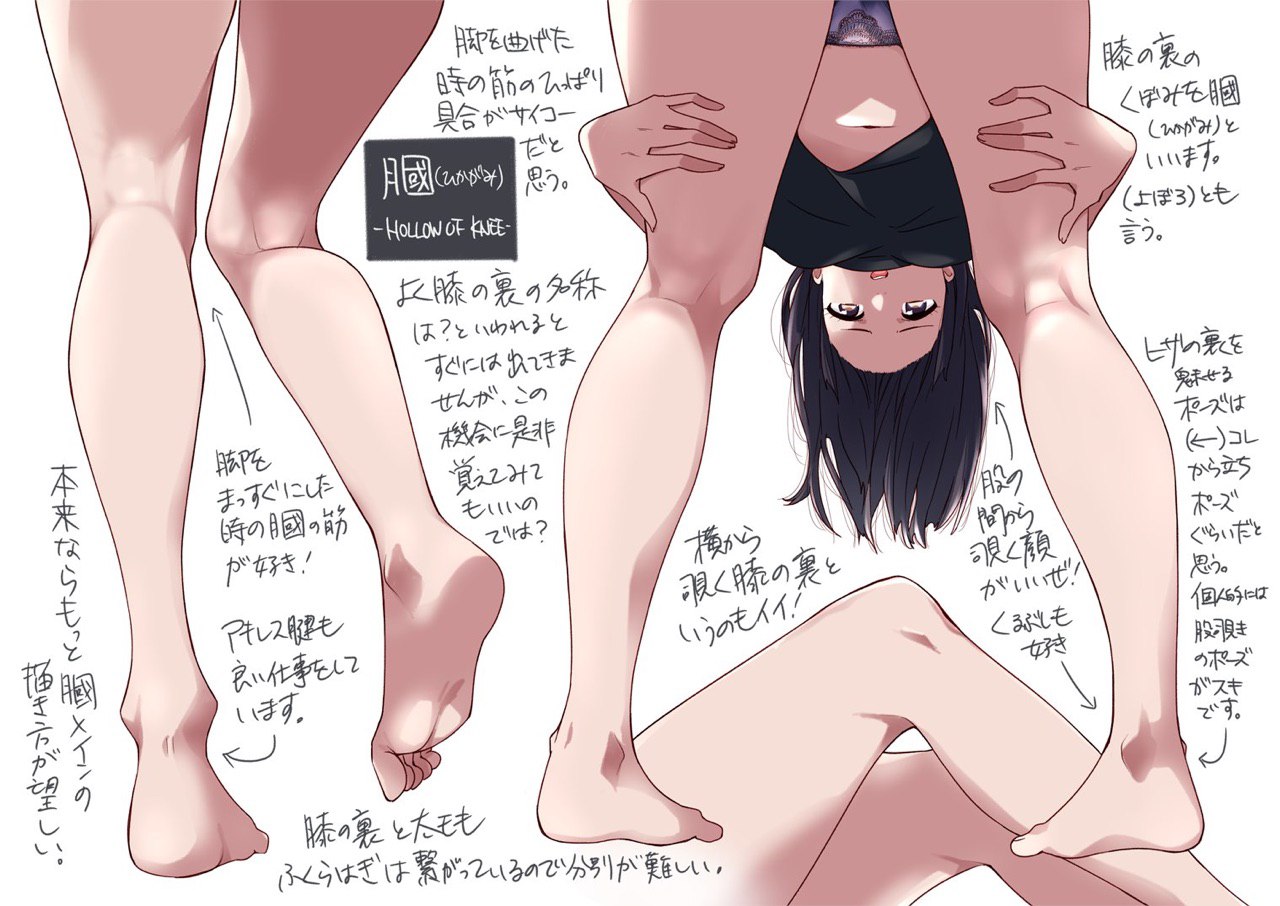 脚を曲げた
時の筋のひっぱり
具合がサイコー
だと
思う。
月國(ひかがみ)
-HOLLOW OF KNEE-
よく膝の裏の名称
は?といわれると
すぐには出てきま
せんが、この
機会に是非
覚えてみて
もいいの
では?
脚を
まっすぐにした
時の膕の筋
が好き!
アキレス腱も
良い仕事をして
います。
本来ならもっと膕メインの
描き方が望しい。
膝の裏と太モモも
ふくらはぎは繋がっているので分別が難しい。
膝の裏の
くぼみを膕
(ひかがみ)と
いいます。
(よぼろ)とも
言う。
ヒザの裏を
魅せる
ポーズは
(←)コレ
から立ち
ポーズ
ぐらいだと
思う。
個人的には
股覗き
のポーズ
がスキ
です。
股の
間から
覗く顔
がいいぜ!
くるぶしも
好き
横から
覗く膝の裏と
いうのもイイ!